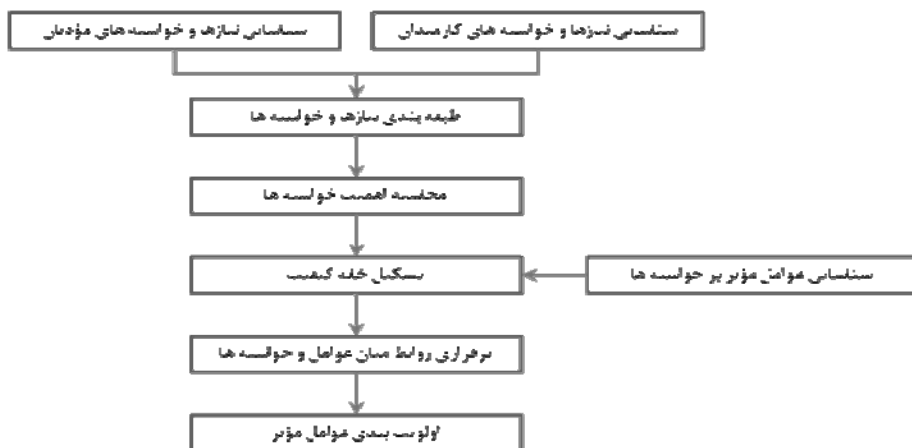 شناسایی نیازها و خواسته های کارمندان
شناسایی نیازها و خواسته های مؤدیان
طبقه بندی نیازها و خواسته ها
محاسبه اهمیت خواسته ها
تشکیل خانه کیفیت
شناسایی عوامل مؤثر بر خواسته ها
برقراری روابط میان عوامل و خواسته ها
اولویت بندی عوامل مؤثر